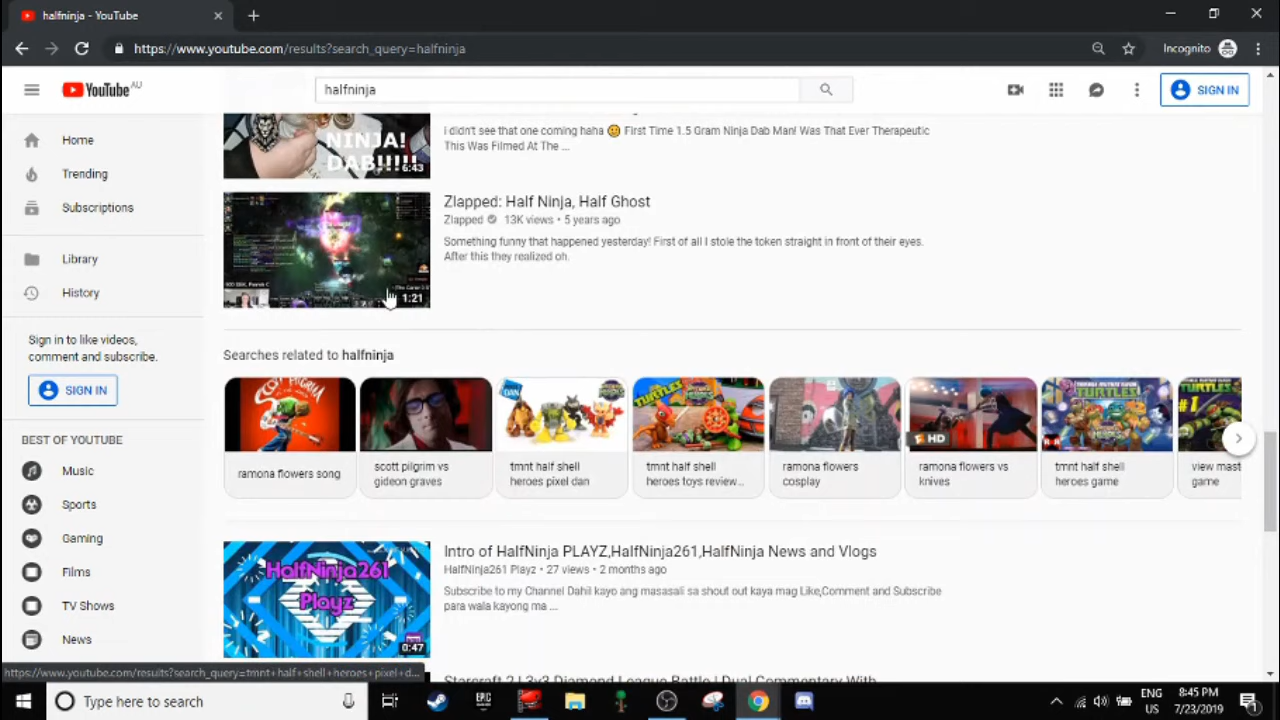 halfninja - YouTube
https://www.youtube.com/results?search_query=halfninja
Incognito
YouTube AU
halfninja
SIGN IN
Home
Trending
Subscriptions
Library
History
Sign in to like videos,
comment and subscribe.
SIGN IN
BEST OF YOUTUBE
Music
Sports
Gaming
Films
TV Shows
News
NINJA!
DAB!!!!!
6:43
i didn't see that one coming haha 😃 First Time 1.5 Gram Ninja Dab Man! Was That Ever Therapeutic
This Was Filmed At The ...
1:21
Zlapped: Half Ninja, Half Ghost
Zlapped 13K views • 5 years ago
Something funny that happened yesterday! First of all I stole the token straight in front of their eyes.
After this they realized oh.
Searches related to halfninja
ramona flowers song
scott pilgrim vs
gideon graves
tmnt half shell
heroes pixel dan
tmnt half shell
heroes toys review...
ramona flowers
cosplay
HD
ramona flowers vs
knives
TURTLES
tmnt half shell
heroes game
TURTLES
#1
view mast
game
HalfNinja261
Playz
0:47
Intro of HalfNinja PLAYZ,HalfNinja261,HalfNinja News and Vlogs
HalfNinja261 Playz • 27 views • 2 months ago
Subscribe to my Channel Dahil kayo ang masasali sa shout out kaya mag Like,Comment and Subscribe
para wala kayong ma ...
Starcraft 2 | 3v3 Diamond League Battle | Dual Commentary With
https://www.youtube.com/results?search_query=tmnt+half+shell+heroes+pixel+d...
Type here to search
EPIC
ENG
US
8:45 PM
7/23/2019
1